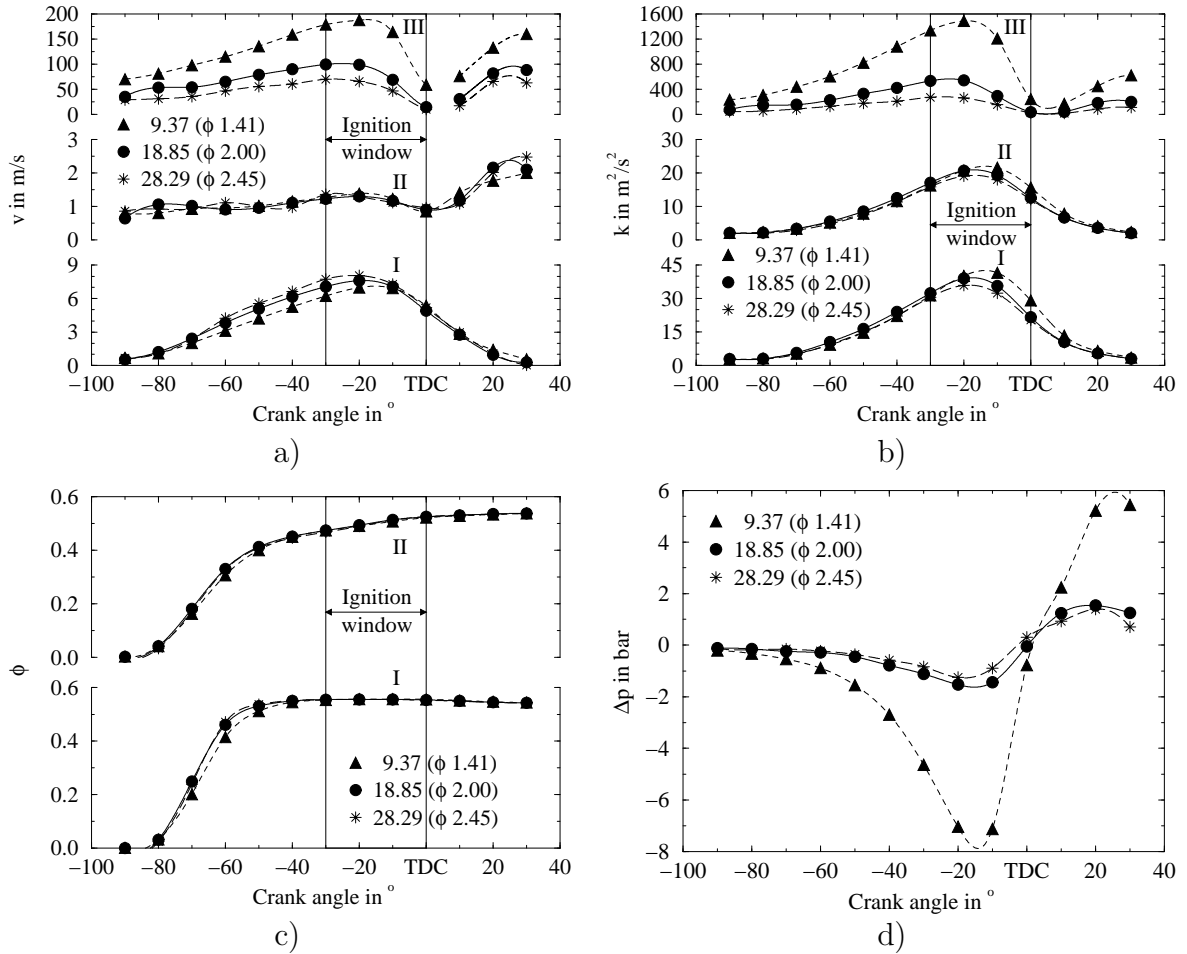 200
150
100
50
0
III
9.37 (ϕ 1.41)
18.85 (ϕ 2.00)
28.29 (ϕ 2.45)
Ignition
window
v in m/s
3
2
1
0
II
9
6
3
0
I
−100 −80 −60 −40 −20 TDC 20 40
Crank angle in °
a)
1600
1200
800
400
0
III
k in m²/s²
30
20
10
0
II
Ignition
window
9.37 (ϕ 1.41)
18.85 (ϕ 2.00)
28.29 (ϕ 2.45)
45
30
15
0
I
−100 −80 −60 −40 −20 TDC 20 40
Crank angle in °
b)
0.6
0.4
0.2
0.0
II
Ignition
window
ϕ
0.6
0.4
0.2
0.0
I
9.37 (ϕ 1.41)
18.85 (ϕ 2.00)
28.29 (ϕ 2.45)
−100 −80 −60 −40 −20 TDC 20 40
Crank angle in °
c)
6
4
2
0
−2
−4
−6
−8
9.37 (ϕ 1.41)
18.85 (ϕ 2.00)
28.29 (ϕ 2.45)
Δp in bar
−100 −80 −60 −40 −20 TDC 20 40
Crank angle in °
d)